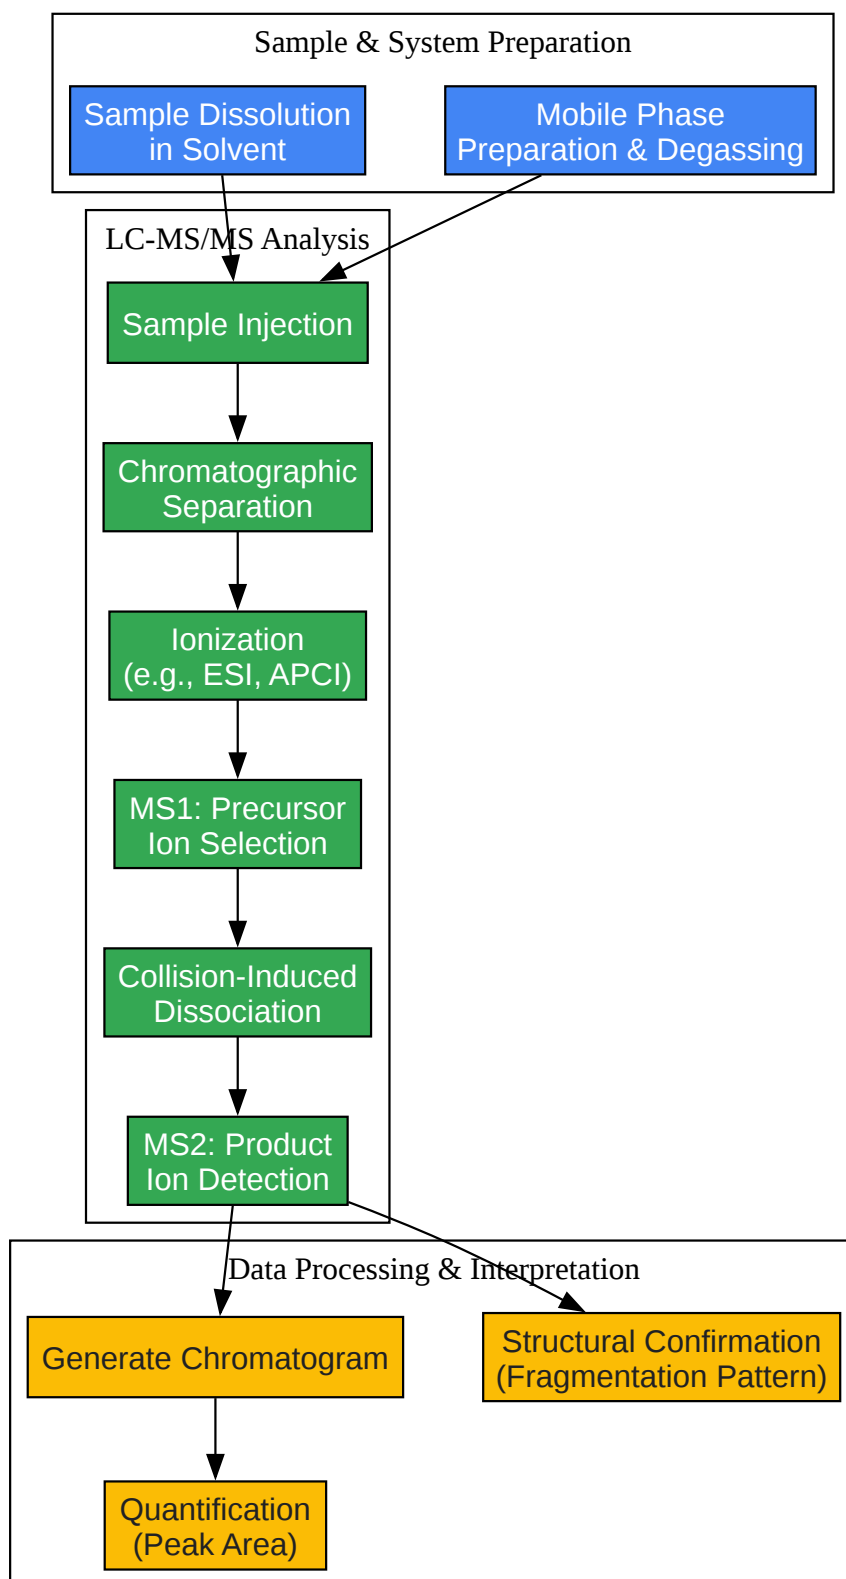 Sample & System Preparation
Sample Dissolution
in Solvent
Mobile Phase
Preparation & Degassing
LC-MS/MS Analysis
Sample Injection
Chromatographic
Separation
Ionization
(e.g., ESI, APCI)
MS1: Precursor
Ion Selection
Collision-Induced
Dissociation
MS2: Product
Ion Detection
Data Processing & Interpretation
Generate Chromatogram
Structural Confirmation
(Fragmentation Pattern)
Quantification
(Peak Area)